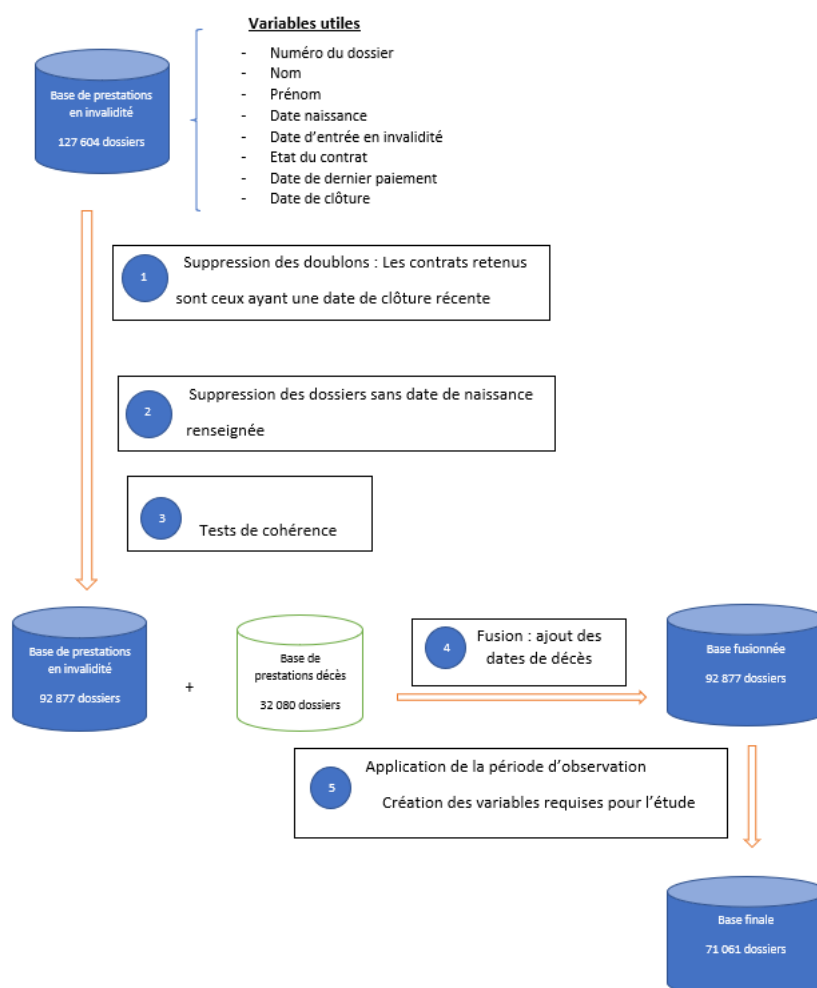 Variables utiles
- Numéro du dossier
- Nom
- Prénom
- Date naissance
- Date d'entrée en invalidité
- Etat du contrat
- Date de dernier paiement
- Date de clôture
Base de prestations
en invalidité
127 604 dossiers
1
Suppression des doublons : Les contrats retenus
sont ceux ayant une date de clôture récente
2
Suppression des dossiers sans date de naissance
renseignée
3
Tests de cohérence
Base de prestations
en invalidité
92 877 dossiers
+
Base de
prestations décès
32 080 dossiers
4
Fusion : ajout des
dates de décès
Base fusionnée
92 877 dossiers
5
Application de la période d'observation
Création des variables requises pour l'étude
Base finale
71 061 dossiers